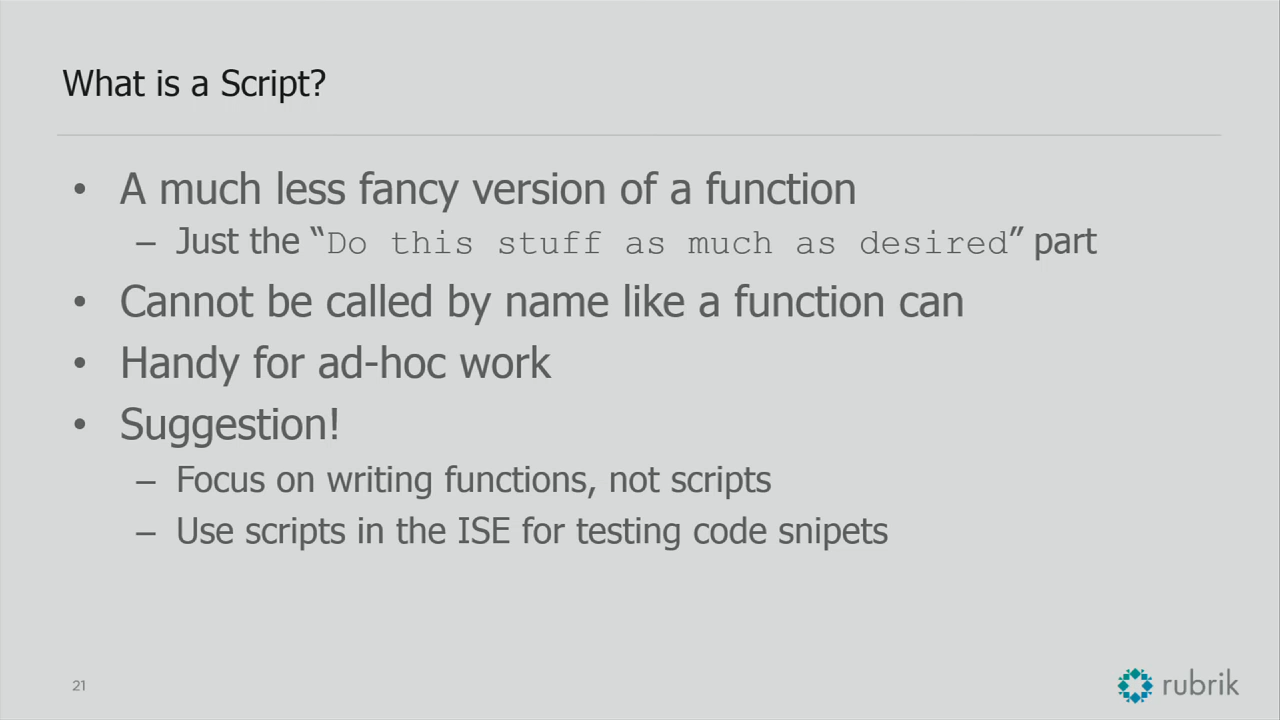 What is a Script?
• A much less fancy version of a function
– Just the “Do this stuff as much as desired” part
• Cannot be called by name like a function can
• Handy for ad-hoc work
• Suggestion!
– Focus on writing functions, not scripts
– Use scripts in the ISE for testing code snipets
21
rubrik